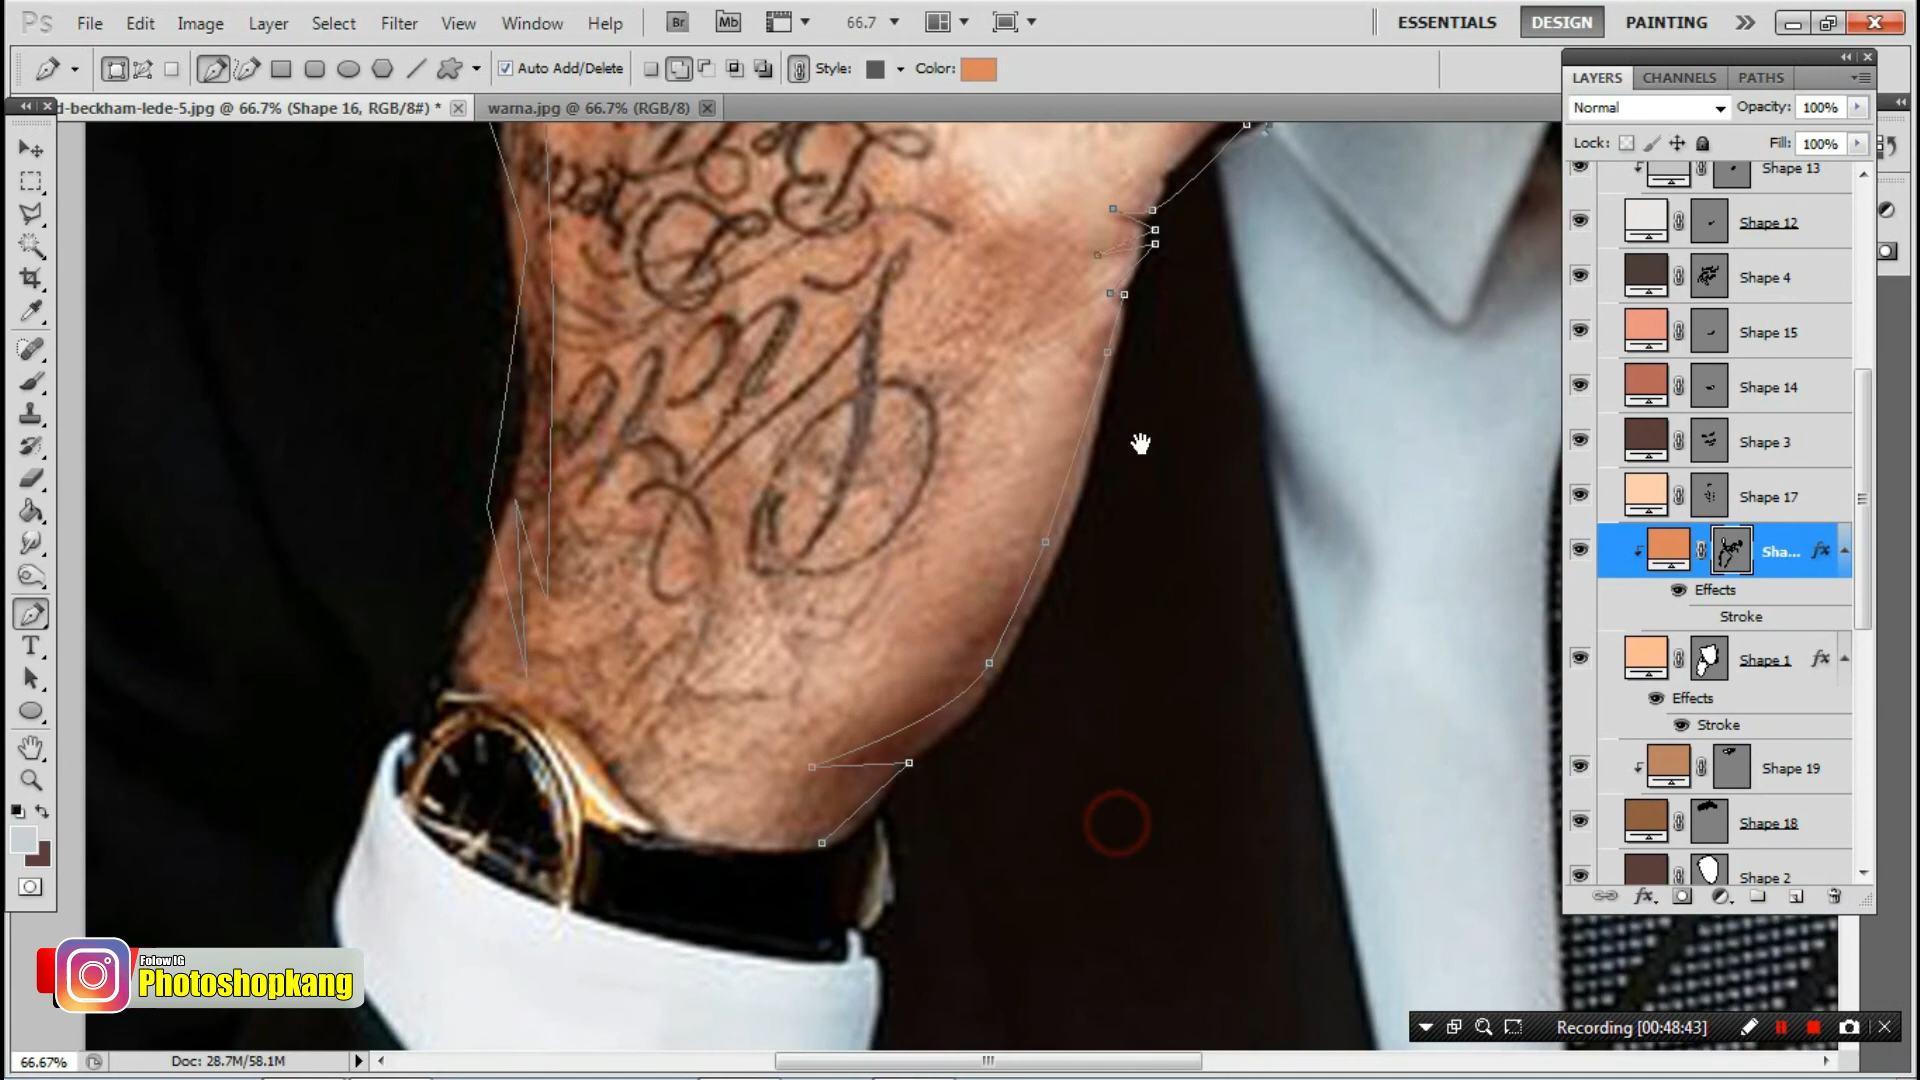 Ps File Edit Image Layer Select Filter View Window Help Br Mb 66.7 ESSENTIALS DESIGN PAINTING
Auto Add/Delete Style: Color:
d-beckham-lede-5.jpg @ 66.7% (Shape 16, RGB/8#) * warna.jpg @ 66.7% (RGB/8)
LAYERS CHANNELS PATHS
Normal Opacity: 100%
Lock: Fill: 100%
Shape 13
Shape 12
Shape 4
Shape 15
Shape 14
Shape 3
Shape 17
Sha... fx
Effects
Stroke
Shape 1 fx
Effects
Stroke
Shape 19
Shape 18
Shape 2
fx
T
Folow IG
Photoshopkang
Recording [00:48:43]
66.67% Doc: 28.7M/58.1M